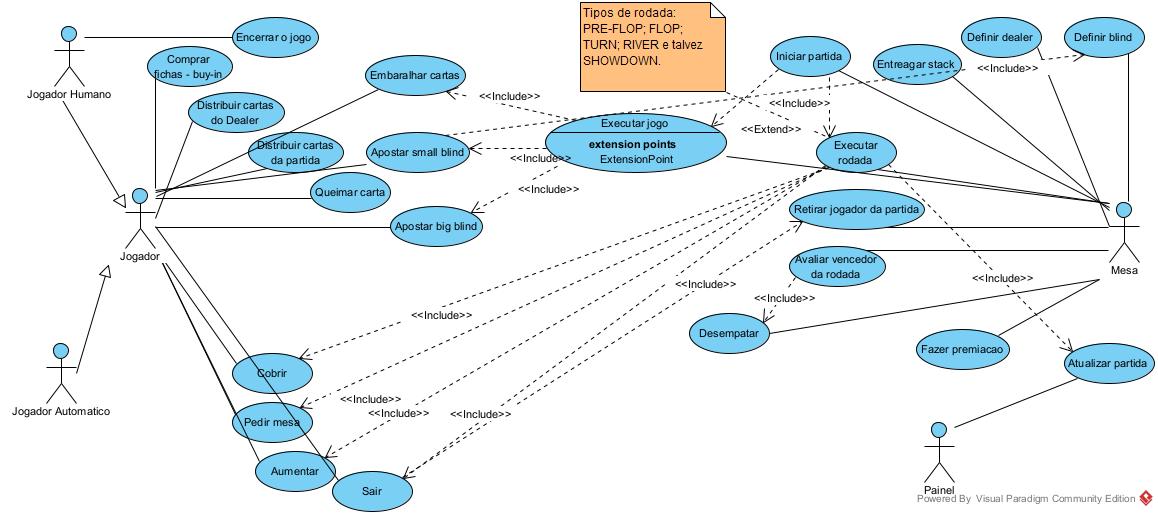 Tipos de rodada:
PRE-FLOP; FLOP;
TURN; RIVER e talvez
SHOWDOWN.
Encerrar o jogo
Jogador Humano
Comprar
fichas - buy-in
Embaralhar cartas
Iniciar partida
Entreagar stack
Definir dealer
Definir blind
<<Include>>
<<Include>>
<<Include>>
Distribuir cartas
do Dealer
Executar jogo
extension points
ExtensionPoint
<<Extend>>
Distribuir cartas
da partida
Apostar small blind
<<Include>>
Executar
rodada
Queimar carta
<<Include>>
Retirar jogador da partida
Apostar big blind
Jogador
Mesa
Avaliar vencedor
da rodada
<<Include>>
<<Include>>
<<Include>>
<<Include>>
Desempatar
Fazer premiacao
Atualizar partida
Cobrir
Jogador Automatico
<<Include>>
<<Include>>
<<Include>>
Pedir mesa
Aumentar
Sair
Painel
Powered By Visual Paradigm Community Edition